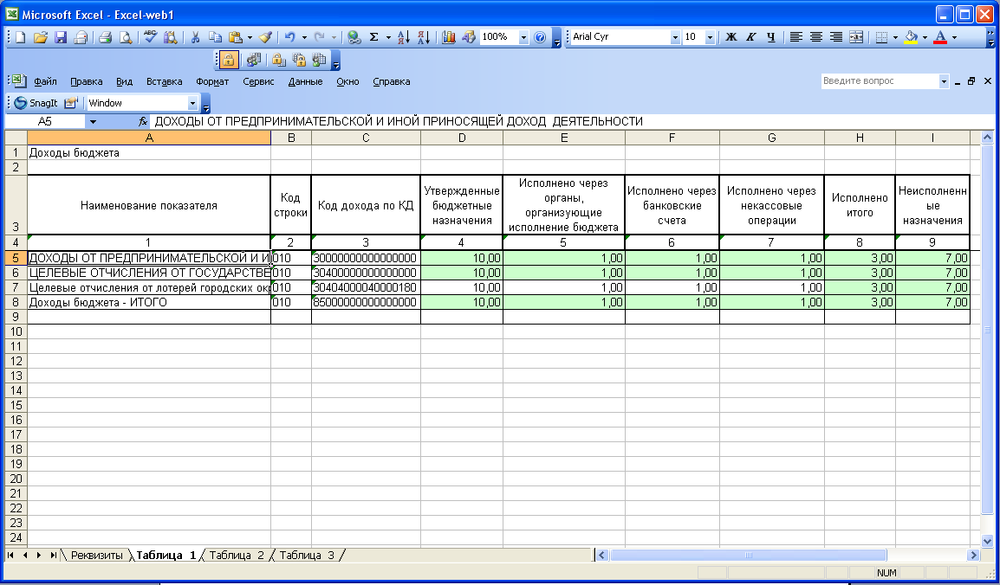 Microsoft Excel - Excel-web1
100% Arial Cyr 10 Ж К Ч
Файл Правка Вид Вставка Формат Сервис Данные Окно Справка Введите вопрос
SnagIt Window
A5 fx ДОХОДЫ ОТ ПРЕДПРИНИМАТЕЛЬСКОЙ И ИНОЙ ПРИНОСЯЩЕЙ ДОХОД ДЕЯТЕЛЬНОСТИ
A B C D E F G H I
1 Доходы бюджета
2
3 Наименование показателя
Код
строки
Код дохода по КД
Утвержденные
бюджетные
назначения
Исполнено через
органы,
организующие
исполнение бюджета
Исполнено через
банковские
счета
Исполнено через
некассовые
операции
Исполнено
итого
Неисполненн
ые
назначения
4 1 2 3 4 5 6 7 8 9
5 ДОХОДЫ ОТ ПРЕДПРИНИМАТЕЛЬСКОЙ И И 010 30000000000000000 10,00 1,00 1,00 1,00 3,00 7,00
6 ЦЕЛЕВЫЕ ОТЧИСЛЕНИЯ ОТ ГОСУДАРСТВЕ 010 30400000000000000 10,00 1,00 1,00 1,00 3,00 7,00
7 Целевые отчисления от лотерей городских ок 010 30404000040000180 10,00 1,00 1,00 1,00 3,00 7,00
8 Доходы бюджета - ИТОГО 010 85000000000000000 10,00 1,00 1,00 1,00 3,00 7,00
9
10
11
12
13
14
15
16
17
18
19
20
21
22
23
24
Реквизиты Таблица 1 Таблица 2 Таблица 3
NUM